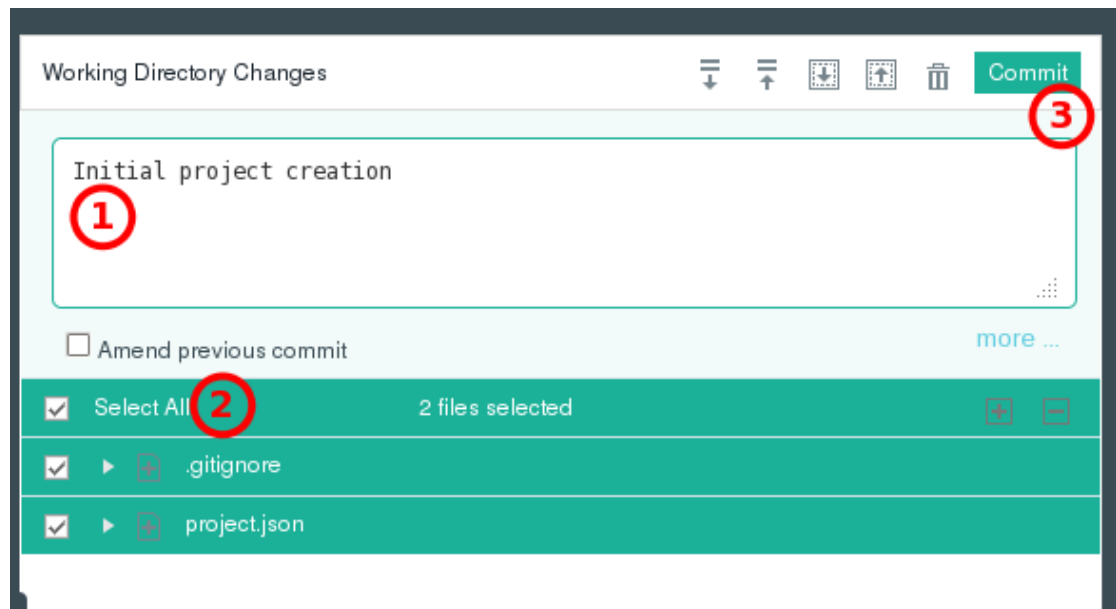 Working Directory Changes
Commit
3
Initial project creation
1
Amend previous commit
more ...
Select All
2
2 files selected
.gitignore
project.json